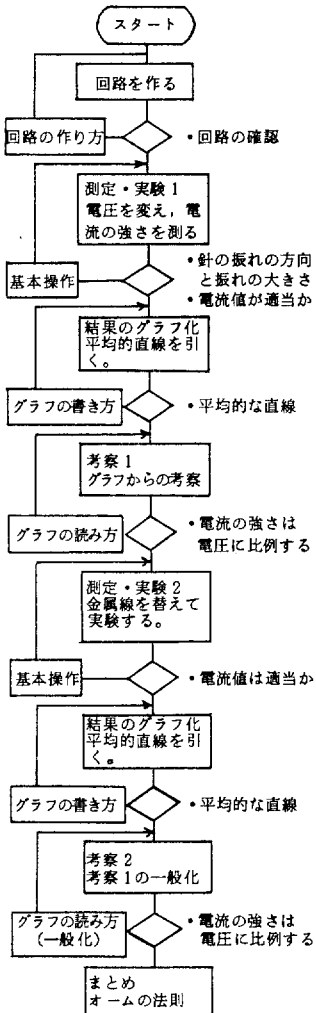 スタート
回路を作る
回路の作り方
・回路の確認
測定・実験1
電圧を変え，電
流の強さを測る
基本操作
・針の振れの方向
と振れの大きさ
・電流値が適当か
結果のグラフ化
平均的直線を引
く。
グラフの書き方
・平均的な直線
考察1
グラフからの考察
グラフの読み方
・電流の強さは
電圧に比例する
測定・実験2
金属線を替えて
実験する。
基本操作
・電流値は適当か
結果のグラフ化
平均的直線を引
く。
グラフの書き方
・平均的な直線
考察2
考察1の一般化
グラフの読み方
(一般化)
・電流の強さは
電圧に比例する
まとめ
オームの法則